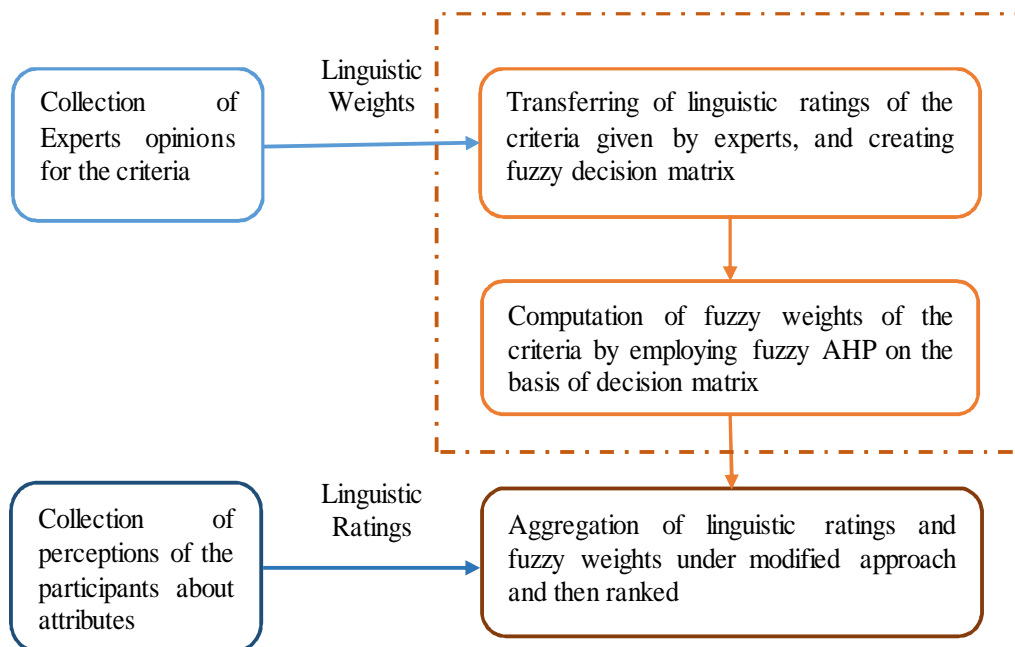 Collection of
Experts opinions
for the criteria
Linguistic
Weights
Transferring of linguistic ratings of the
criteria given by experts, and creating
fuzzy decision matrix
Computation of fuzzy weights of the
criteria by employing fuzzy AHP on the
basis of decision matrix
Collection of
perceptions of the
participants about
attributes
Linguistic
Ratings
Aggregation of linguistic ratings and
fuzzy weights under modified approach
and then ranked